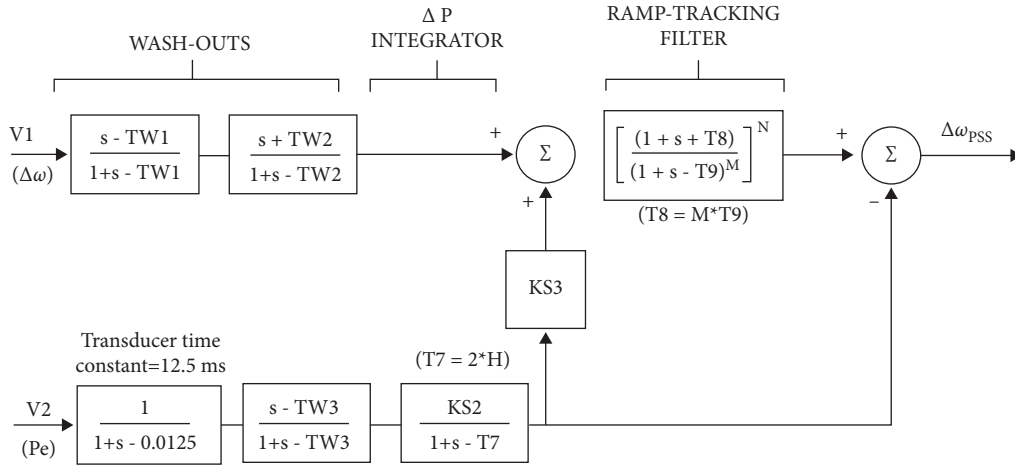 Δ P
INTEGRATOR
RAMP-TRACKING
FILTER
WASH-OUTS
V1
(Δω)
s - TW1
1+s - TW1
s + TW2
1+s - TW2
+
Σ
+
[ (1 + s + T8)
(1 + s - T9)^M ]^N
(T8 = M*T9)
+
Σ
–
Δω_PSS
KS3
Transducer time
constant=12.5 ms
(T7 = 2*H)
V2
(Pe)
1
1+s - 0.0125
s - TW3
1+s - TW3
KS2
1+s - T7